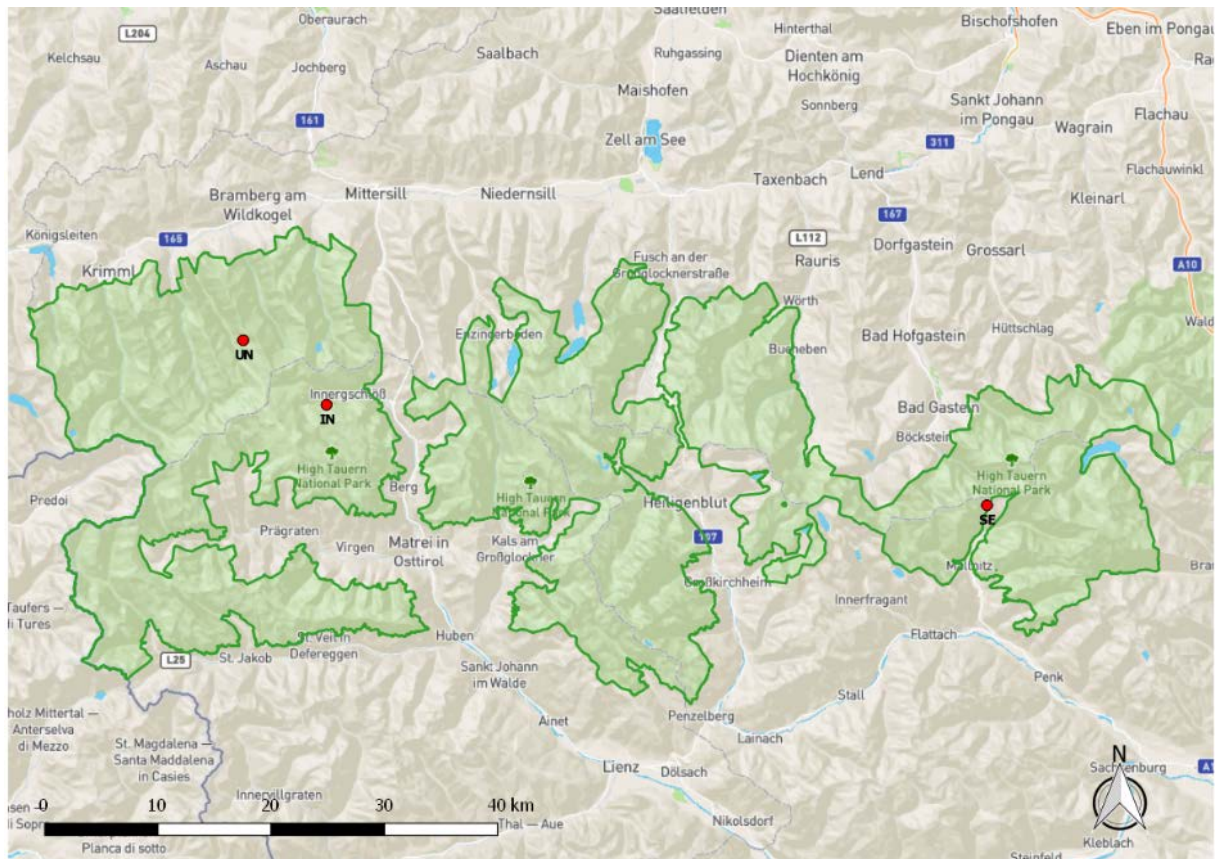 Oberaurach
Saalfelden
Hinterthal
Bischofshofen
Eben im Pongau
L204
Kelchsau
Aschau
Jochberg
Saalbach
Ruhgassing
Dienten am
Hochkönig
Maishofen
Sonnberg
Sankt Johann
im Pongau
Flachau
161
Zell am See
311
Wagrain
Flachauwinkl
Bramberg am
Wildkogel
Mittersill
Niedernsill
Taxenbach
Lend
Kleinarl
167
Königsleiten
165
L112
Dorfgastein
Grossarl
Krimml
Fusch an der
Großglocknerstraße
Rauris
A10
Wörth
UN
Enzingerboden
Bucheben
Bad Hofgastein
Hüttschlag
Wald
Innergschlöß
IN
Bad Gastein
Böckstein
High Tauern
National Park
High Tauern
National Park
High Tauern
National Park
Predoi
Berg
Heiligenblut
SE
Prägraten
Virgen
Matrei in
Osttirol
Kals am
Großglockner
107
Mallnitz
Großkirchheim
Innerfragant
Taufers —
di Tures
St. Veit in
Defereggen
Huben
Flattach
L25
St. Jakob
Sankt Johann
im Walde
Penk
Stall
holz Mittertal —
Anterselva
di Mezzo
Penzelberg
Ainet
Lainach
St. Magdalena —
Santa Maddalena
in Casies
N
Lienz
Dölsach
Sachsenburg
Innervillgraten
0 10 20 30 40 km
Thal — Aue
Nikolsdorf
Planca di sotto
Kleblach
Steinfeld